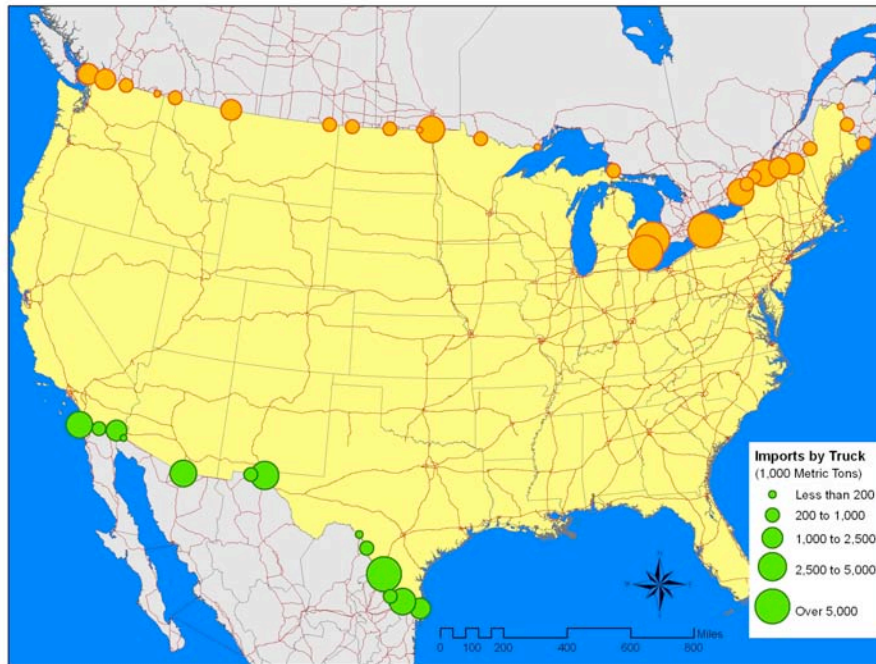 Imports by Truck
(1,000 Metric Tons)
Less than 200
200 to 1,000
1,000 to 2,500
2,500 to 5,000
Over 5,000
Miles
0 100 200 400 600 800